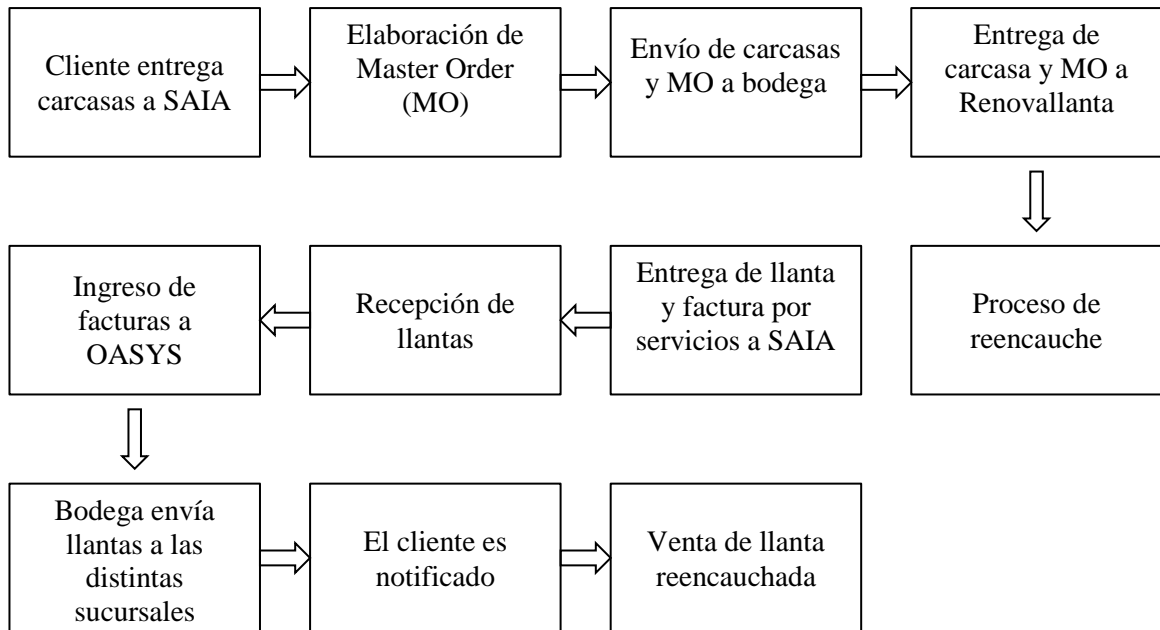 Cliente entrega
carcasas a SAIA
Elaboración de
Master Order
(MO)
Envío de carcasas
y MO a bodega
Entrega de
carcasa y MO a
Renovallanta
Proceso de
reencauche
Entrega de llanta
y factura por
servicios a SAIA
Recepción de
llantas
Ingreso de
facturas a
OASYS
Bodega envía
llantas a las
distintas
sucursales
El cliente es
notificado
Venta de llanta
reencauchada